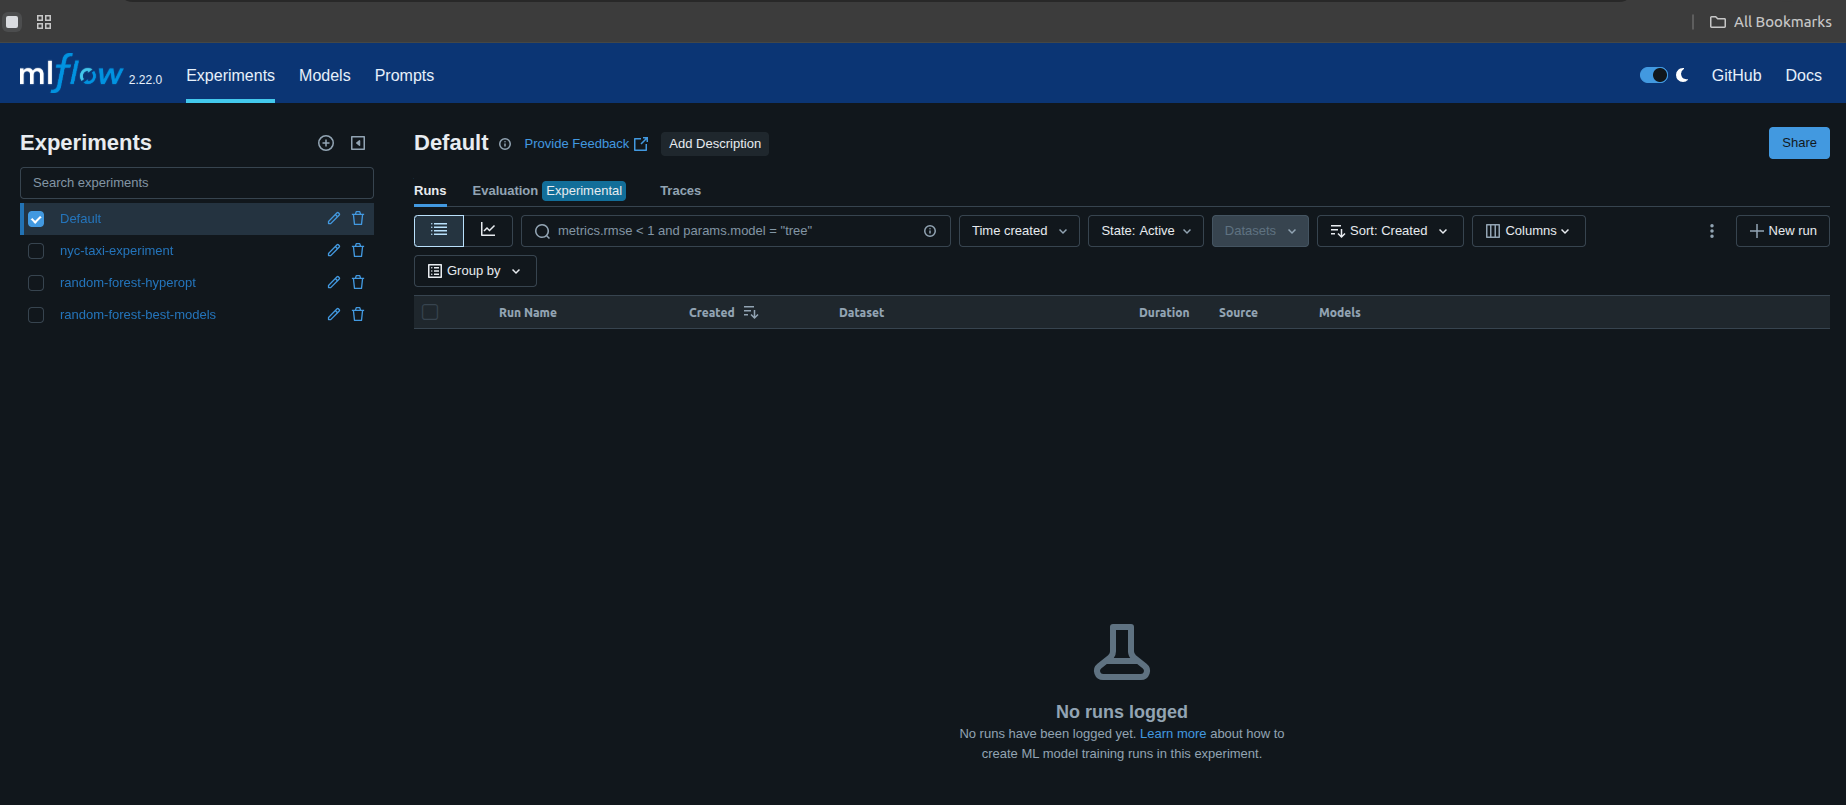 All Bookmarks
mlflow 2.22.0 Experiments Models Prompts GitHub Docs
Experiments
Search experiments
Default
nyc-taxi-experiment
random-forest-hyperopt
random-forest-best-models
Default Provide Feedback Add Description Share
Runs Evaluation Experimental Traces
metrics.rmse < 1 and params.model = "tree" Time created State: Active Datasets Sort: Created Columns New run
Group by
Run Name Created Dataset Duration Source Models
No runs logged
No runs have been logged yet. Learn more about how to
create ML model training runs in this experiment.